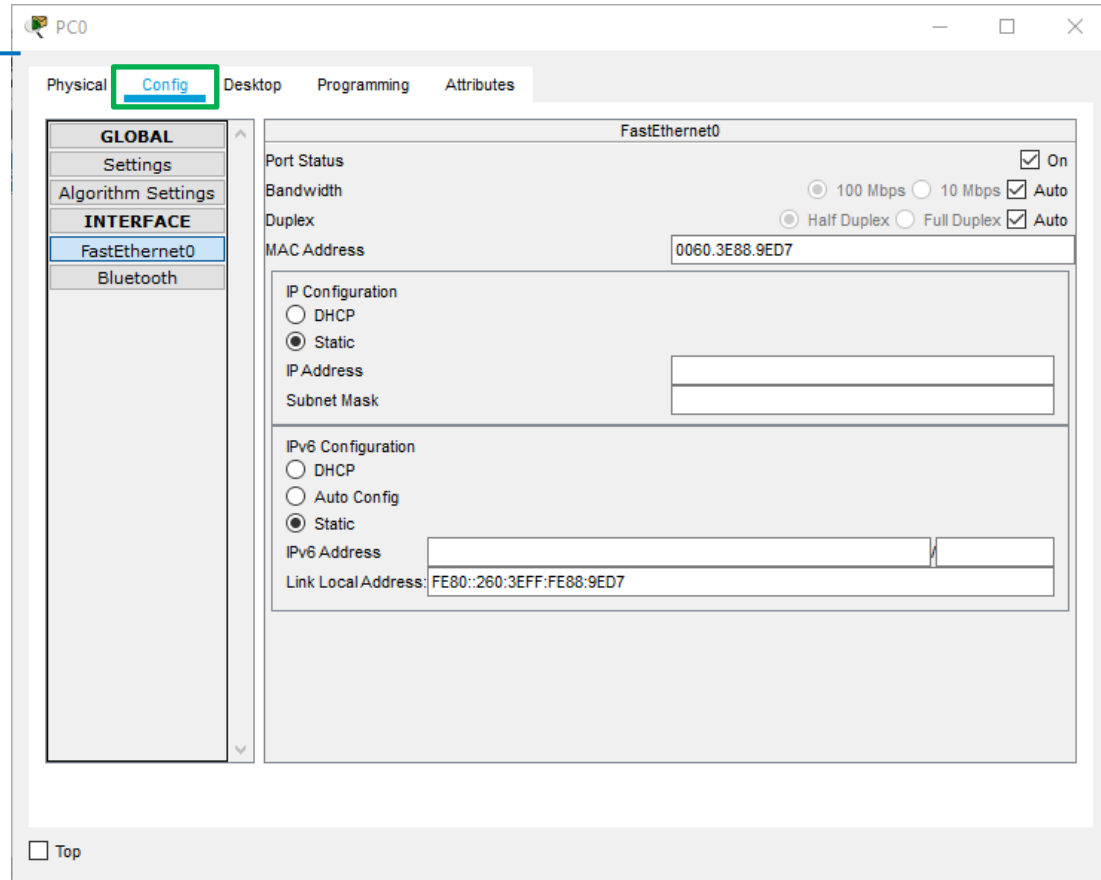 PC0
Physical Config Desktop Programming Attributes
GLOBAL
Settings
Algorithm Settings
INTERFACE
FastEthernet0
Bluetooth
FastEthernet0
Port Status On
Bandwidth 100 Mbps 10 Mbps Auto
Duplex Half Duplex Full Duplex Auto
MAC Address 0060.3E88.9ED7
IP Configuration
DHCP
Static
IP Address
Subnet Mask
IPv6 Configuration
DHCP
Auto Config
Static
IPv6 Address /
Link Local Address: FE80::260:3EFF:FE88:9ED7
Top